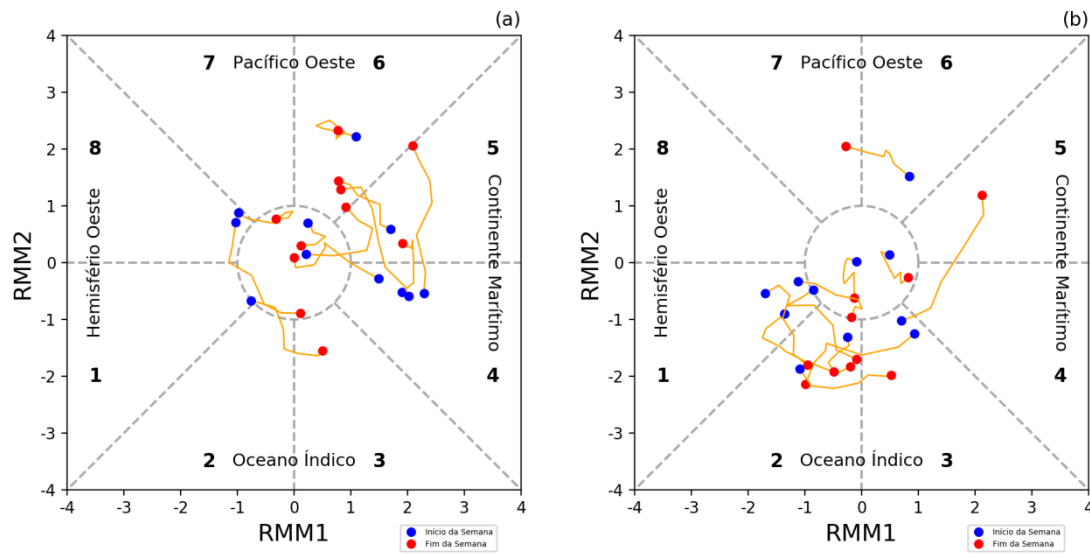 (a)
4
3
2
1
0
-1
-2
-3
-4
-4
-3
-2
-1
0
1
2
3
4
RMM2
RMM1
7 Pacífico Oeste 6
8
5
Hemisfério Oeste
Continente Marítimo
1
4
2 Oceano Índico 3
Início da Semana
Fim da Semana
(b)
4
3
2
1
0
-1
-2
-3
-4
-4
-3
-2
-1
0
1
2
3
4
RMM2
RMM1
7 Pacífico Oeste 6
8
5
Hemisfério Oeste
Continente Marítimo
1
4
2 Oceano Índico 3
Início da Semana
Fim da Semana